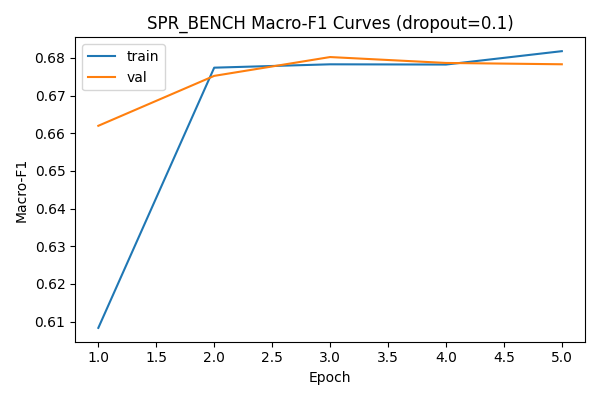 SPR_BENCH Macro-F1 Curves (dropout=0.1)
train
val
0.68
0.67
0.66
0.65
0.64
0.63
0.62
0.61
Macro-F1
1.0 1.5 2.0 2.5 3.0 3.5 4.0 4.5 5.0
Epoch